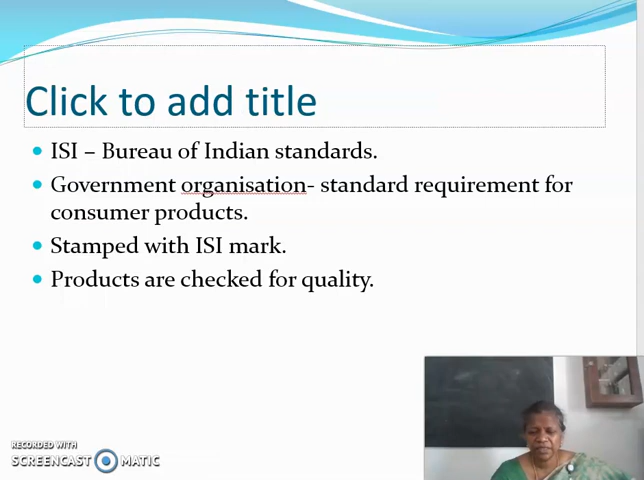 Click to add title
ISI – Bureau of Indian standards.
Government organisation- standard requirement for
consumer products.
Stamped with ISI mark.
Products are checked for quality.
RECORDED WITH
SCREENCAST MATIC